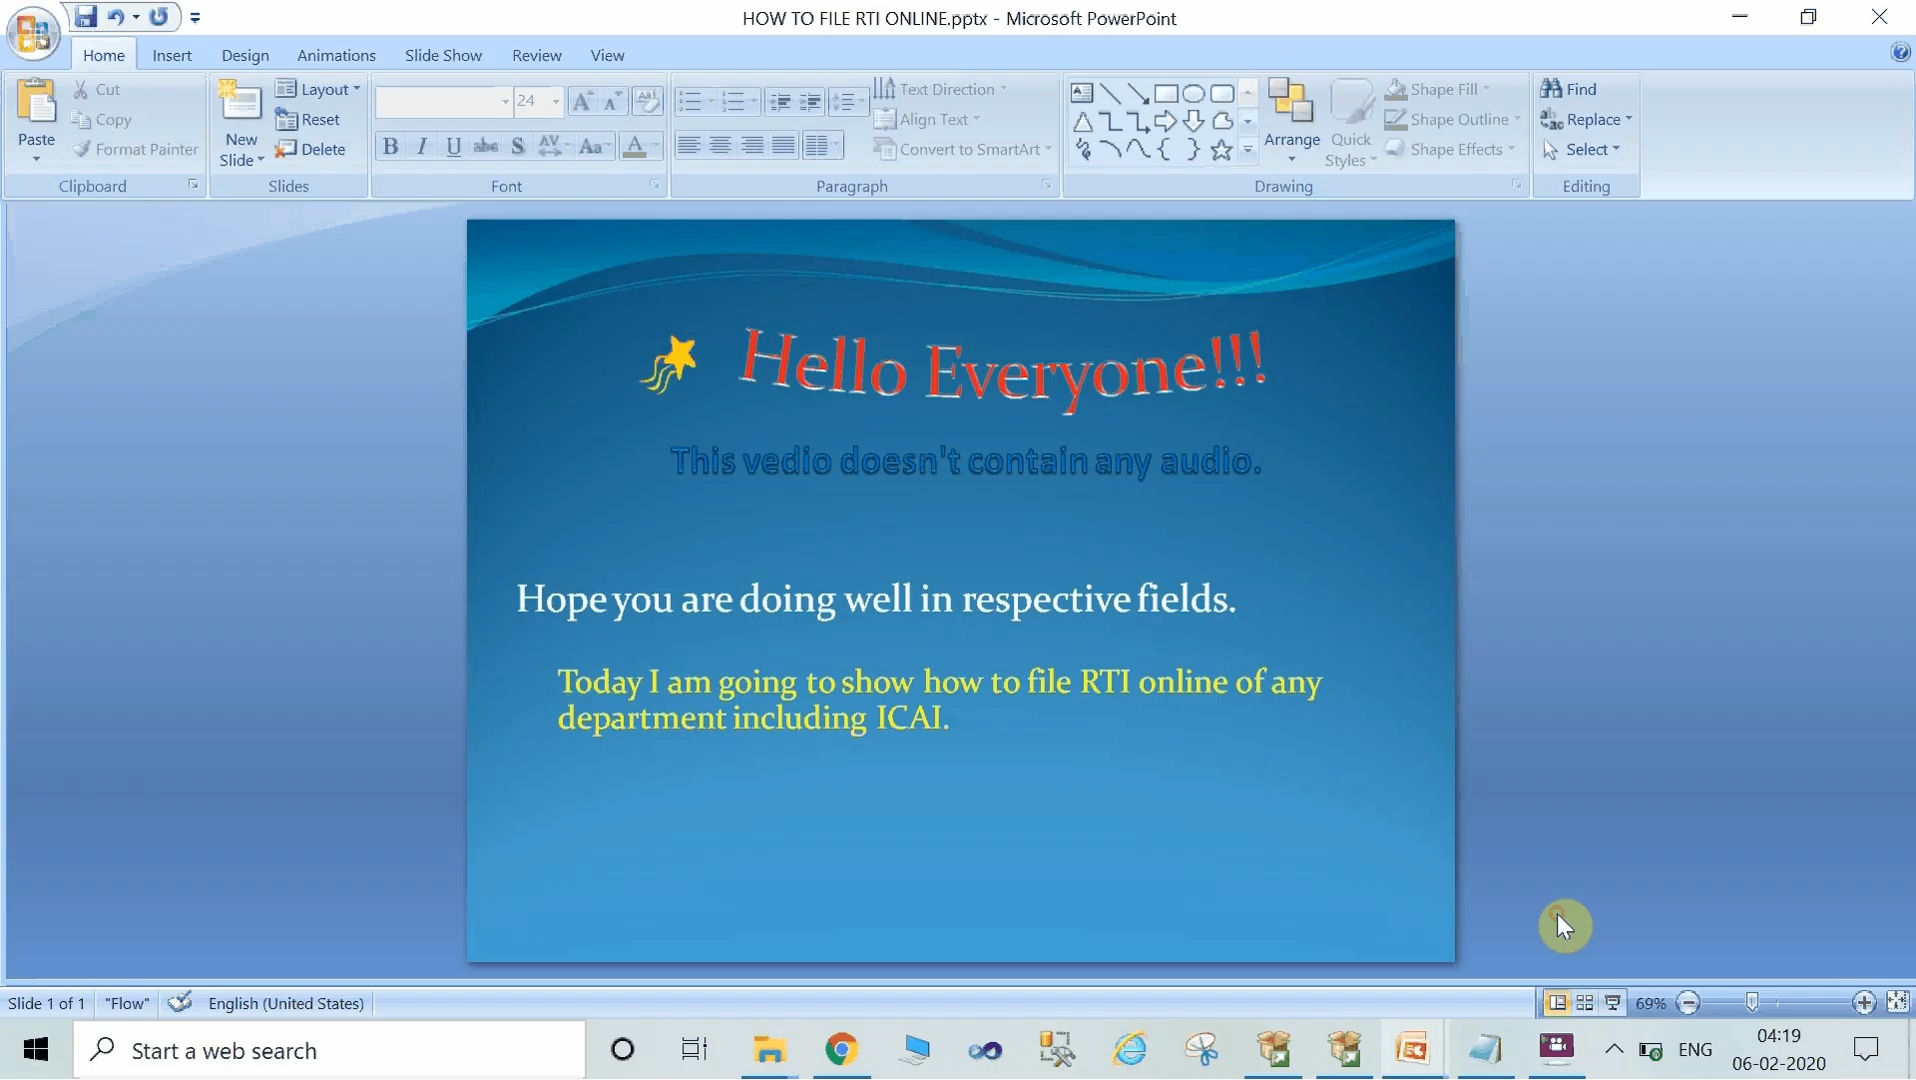 HOW TO FILE RTI ONLINE.pptx - Microsoft PowerPoint
Home Insert Design Animations Slide Show Review View
Paste
Cut
Copy
Format Painter
Clipboard
New Slide
Layout
Reset
Delete
Slides
24
B I U abc S AV Aa A
Font
Text Direction
Align Text
Convert to SmartArt
Paragraph
Arrange
Quick Styles
Shape Fill
Shape Outline
Shape Effects
Drawing
Find
Replace
Select
Editing
Hello Everyone!!!
This vedio doesn't contain any audio.
Hope you are doing well in respective fields.
Today I am going to show how to file RTI online of any
department including ICAI.
Slide 1 of 1 "Flow" English (United States) 69%
Start a web search
ENG
04:19
06-02-2020